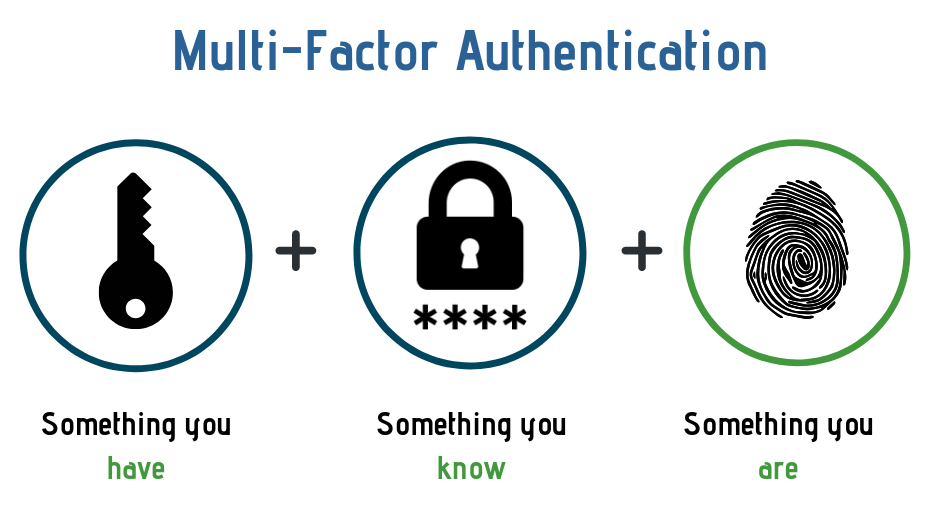 Multi-Factor Authentication
+ +
****
Something you
have
Something you
know
Something you
are